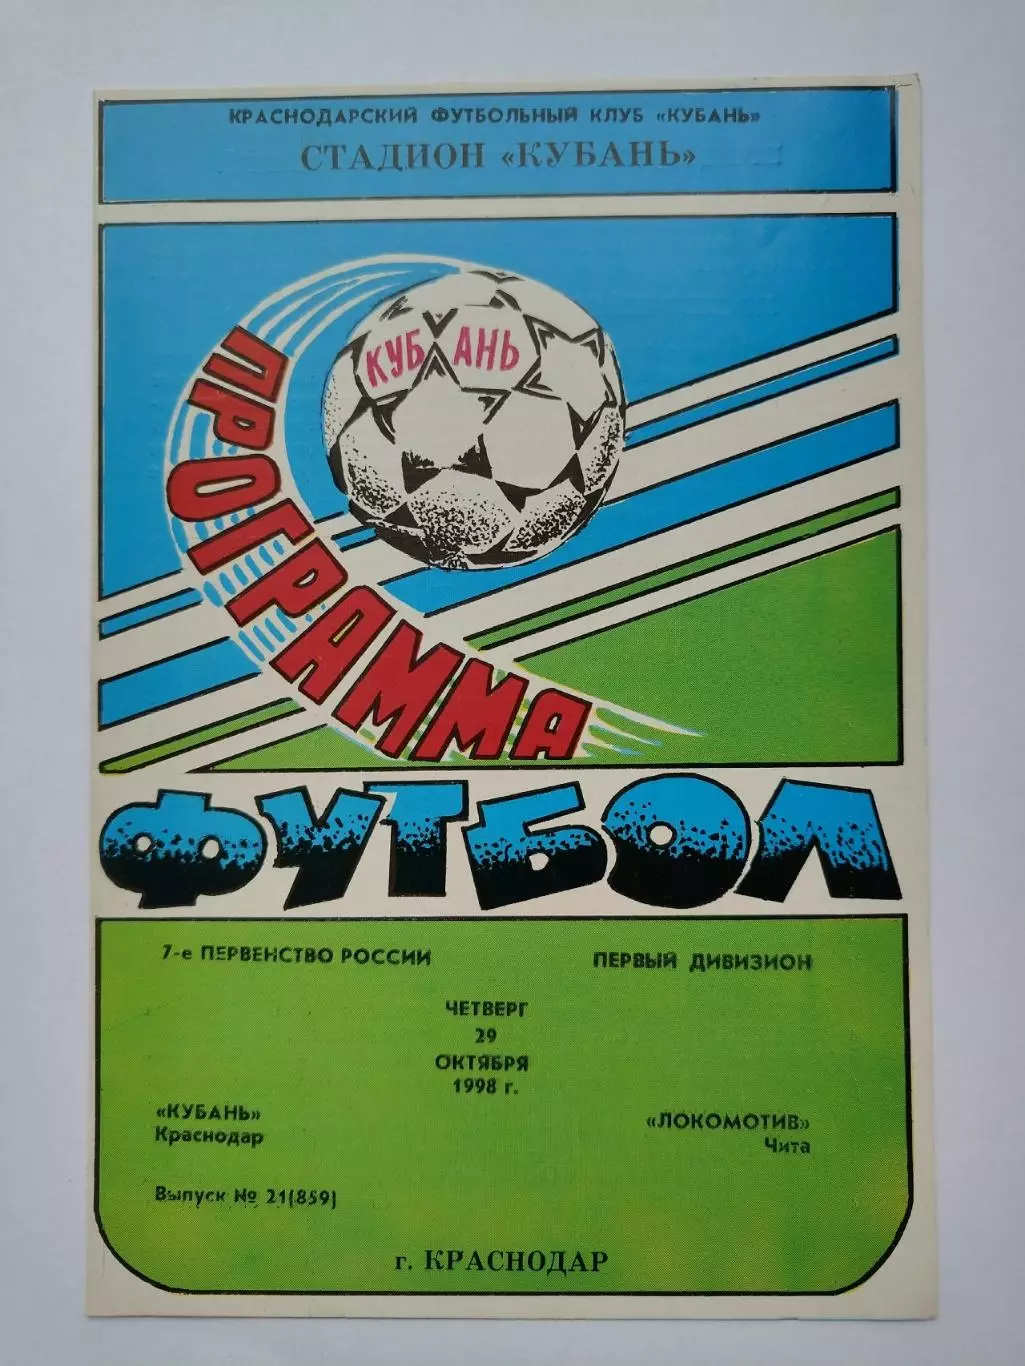 КРАСНОДАРСКИЙ ФУТБОЛЬНЫЙ КЛУБ «КУБАНЬ»
СТАДИОН «КУБАНЬ»
КУБАНЬ
ПРОГРАММА
ФУТБОЛ
7-е ПЕРВЕНСТВО РОССИИ ПЕРВЫЙ ДИВИЗИОН
ЧЕТВЕРГ
29
ОКТЯБРЯ
1998 г.
«КУБАНЬ» «ЛОКОМОТИВ»
Краснодар Чита
Выпуск № 21(859)
г. КРАСНОДАР